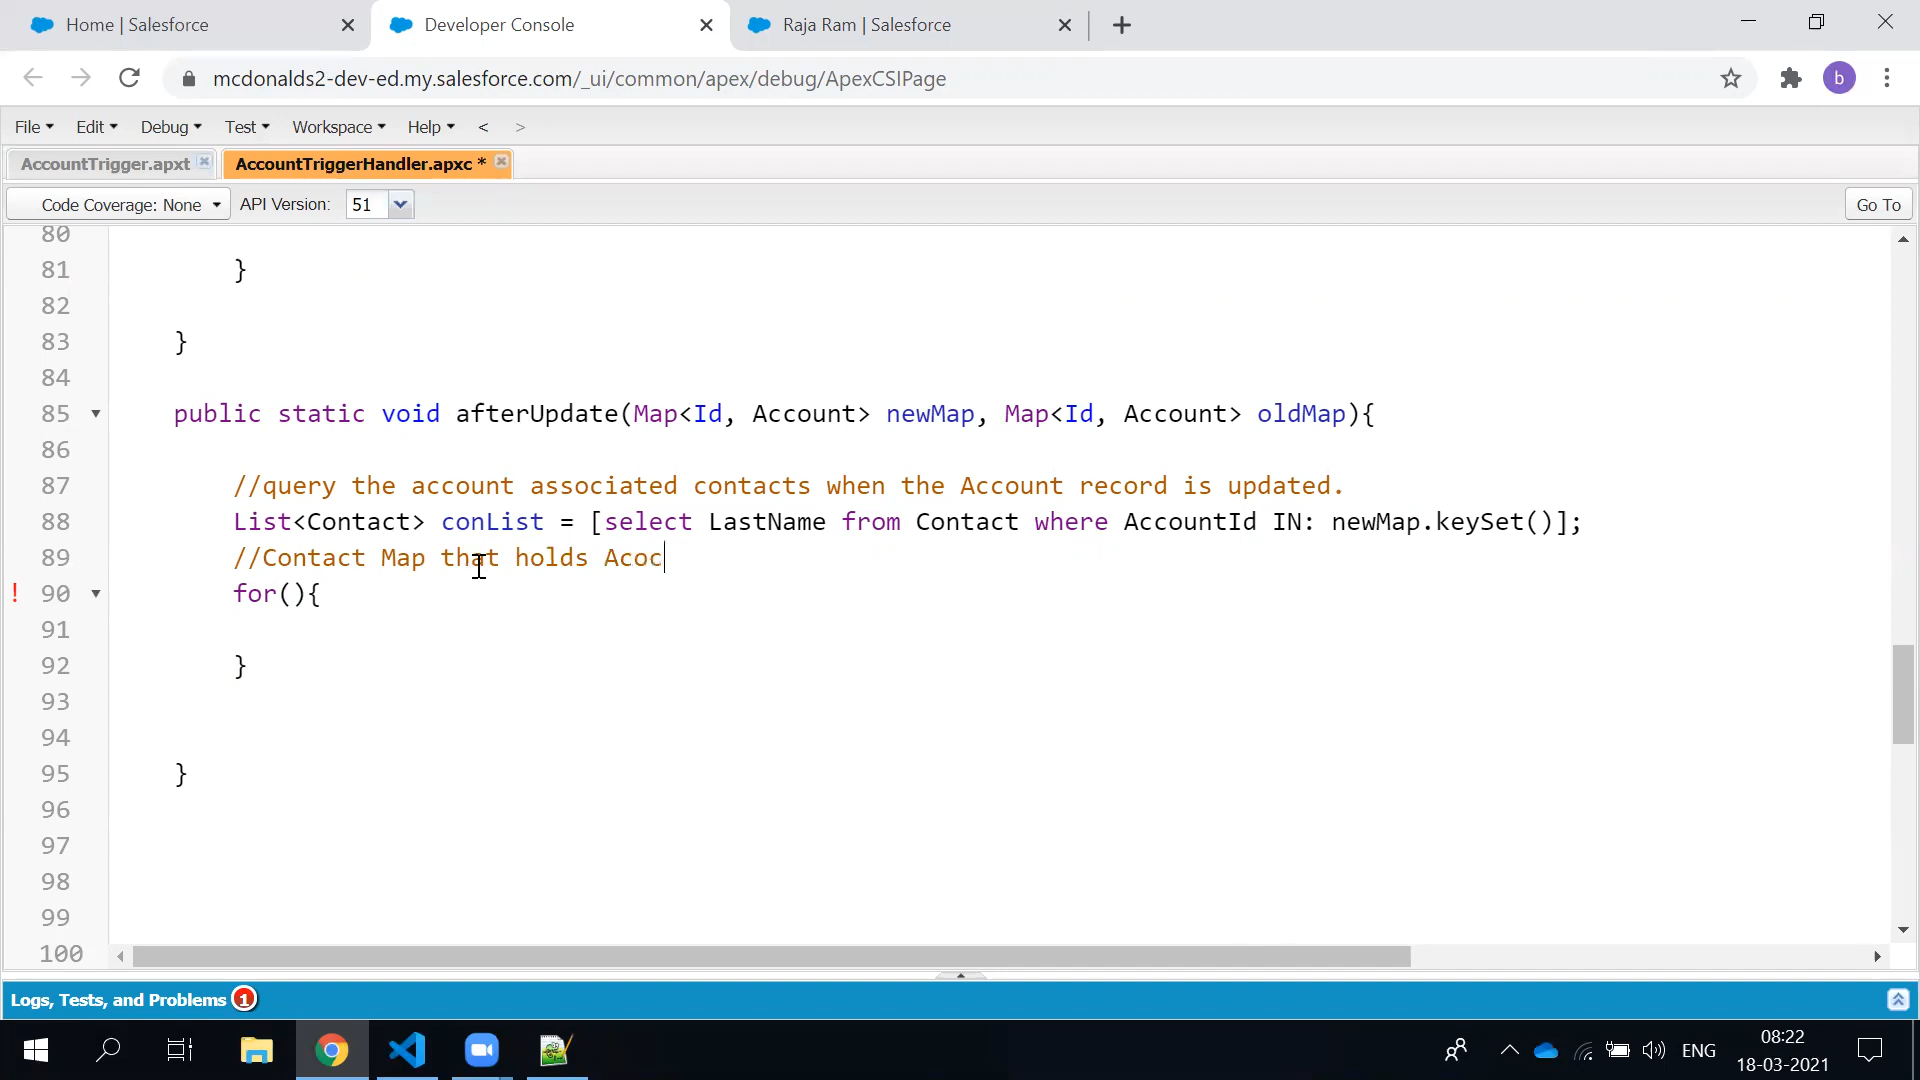 Home | Salesforce
Developer Console
Raja Ram | Salesforce
mcdonalds2-dev-ed.my.salesforce.com/_ui/common/apex/debug/ApexCSIPage
b
File Edit Debug Test Workspace Help < >
AccountTrigger.apxt
AccountTriggerHandler.apxc *
Code Coverage: None API Version: 51 Go To
80
81 }
82
83 }
84
85 public static void afterUpdate(Map<Id, Account> newMap, Map<Id, Account> oldMap){
86
87 //query the account associated contacts when the Account record is updated.
88 List<Contact> conList = [select LastName from Contact where AccountId IN: newMap.keySet()];
89 //Contact Map that holds Acoc
! 90 for(){
91
92 }
93
94
95 }
96
97
98
99
100
Logs, Tests, and Problems 1
ENG
08:22
18-03-2021